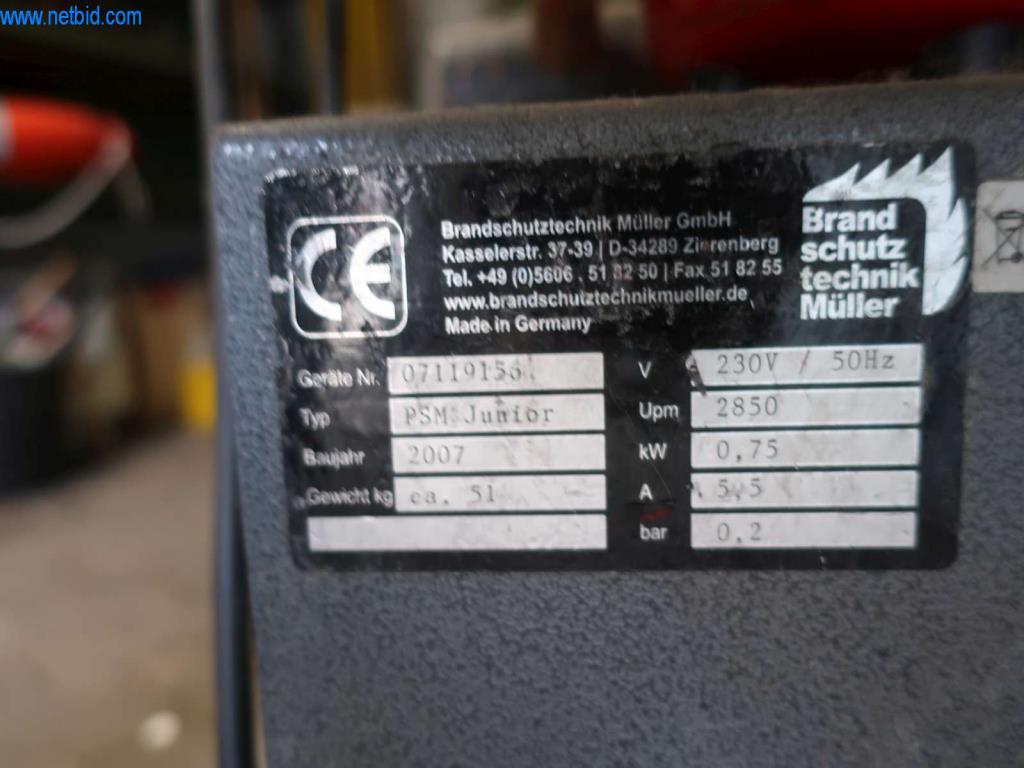 www.netbid.com
Brandschutztechnik Müller GmbH
Kasselerstr. 37-39 | D-34289 Zierenberg
Tel. +49 (0)5606 . 51 82 50 | Fax 51 82 55
www.brandschutztechnikmueller.de
Made in Germany
CE
Brand
schutz
technik
Müller
Geräte Nr. 07119156.
Typ PSM Junior
Baujahr 2007
Gewicht kg ca. 51
V 230V / 50Hz
Upm 2850
kW 0,75
A 5,5
bar 0,2